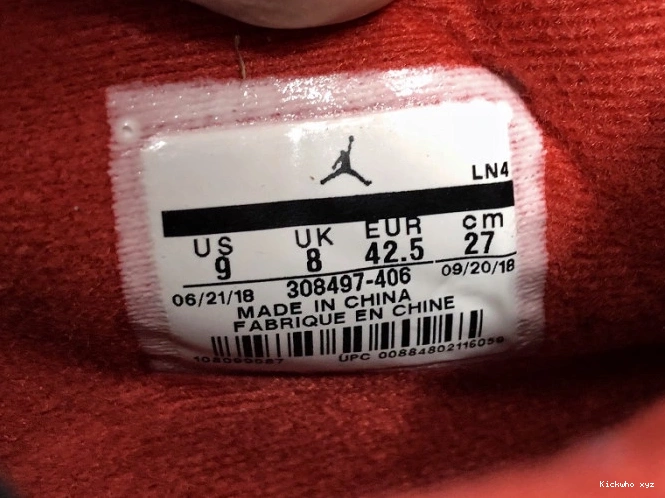 LN4
US UK EUR cm
9 8 42.5 27
06/21/18 308497-406 09/20/18
MADE IN CHINA
FABRIQUE EN CHINE
UPC 00884802116056
Kickwho xyz